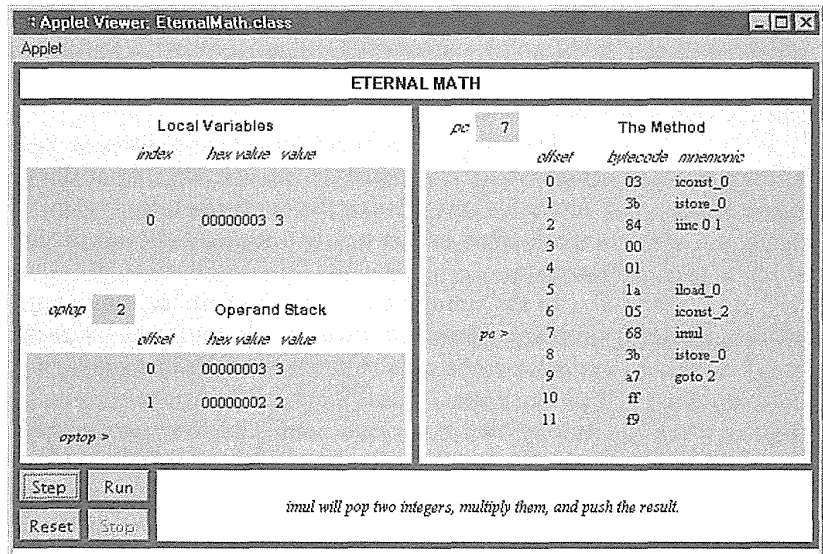 Applet Viewer: EternalMath.class
Applet
ETERNAL MATH
Local Variables
index hex value value
0 00000003 3
optop 2 Operand Stack
offset hex value value
0 00000003 3
1 00000002 2
optop >
pc 7 The Method
offset bytecode mnemonic
0 03 iconst_0
1 3b istore_0
2 84 iinc 0 1
3 00
4 01
5 1a iload_0
6 05 iconst_2
pc > 7 68 imul
8 3b istore_0
9 a7 goto 2
10 ff
11 f9
Step Run
Reset Stop
imul will pop two integers, multiply them, and push the result.